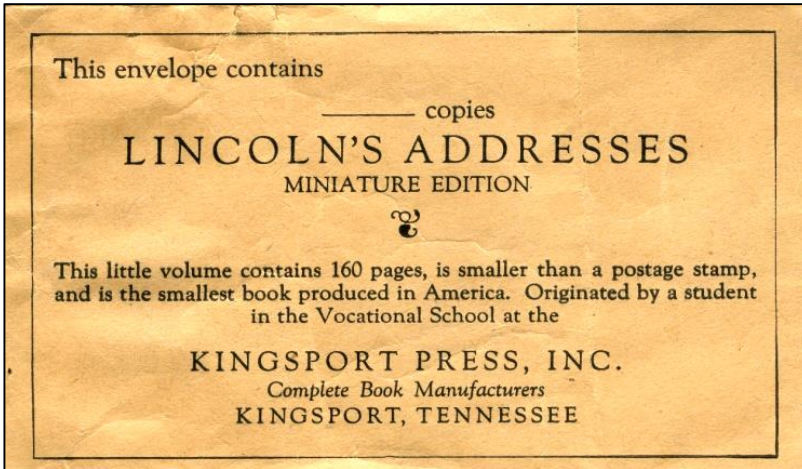 This envelope contains
______ copies
LINCOLN'S ADDRESSES
MINIATURE EDITION
This little volume contains 160 pages, is smaller than a postage stamp,
and is the smallest book produced in America. Originated by a student
in the Vocational School at the
KINGSPORT PRESS, INC.
Complete Book Manufacturers
KINGSPORT, TENNESSEE